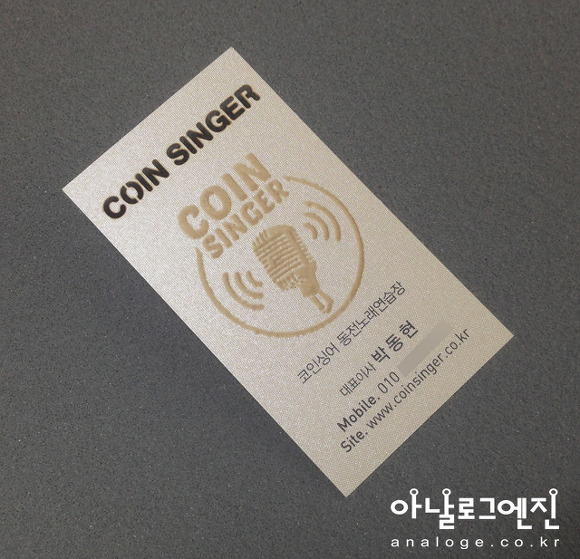 COIN SINGER
COIN
SINGER
코인싱어 동전노래연습장
대표이사 박동현
Mobile. 010
Site. www.coinsinger.co.kr
아날로그엔진
analoge.co.kr